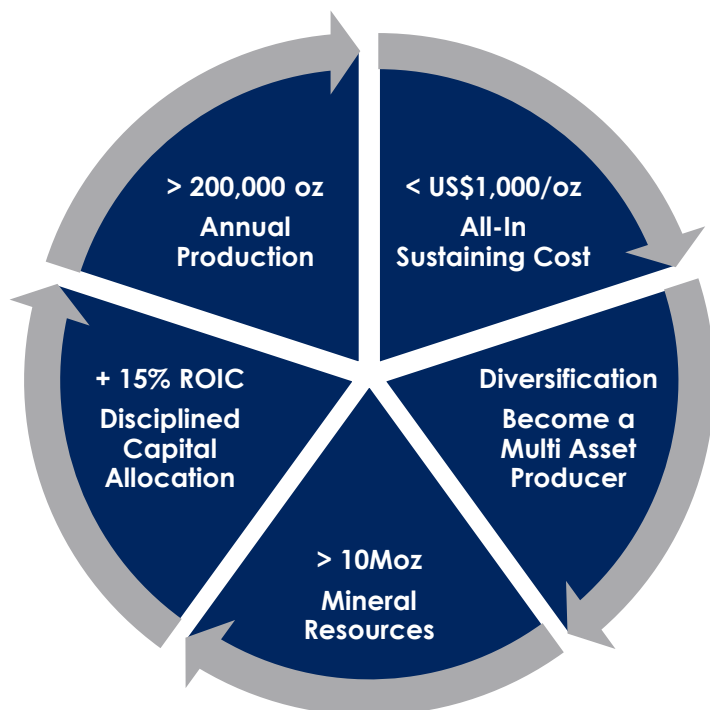 > 200,000 oz
Annual
Production
< US$1,000/oz
All-In
Sustaining Cost
+ 15% ROIC
Disciplined
Capital
Allocation
Diversification
Become a
Multi Asset
Producer
> 10Moz
Mineral
Resources